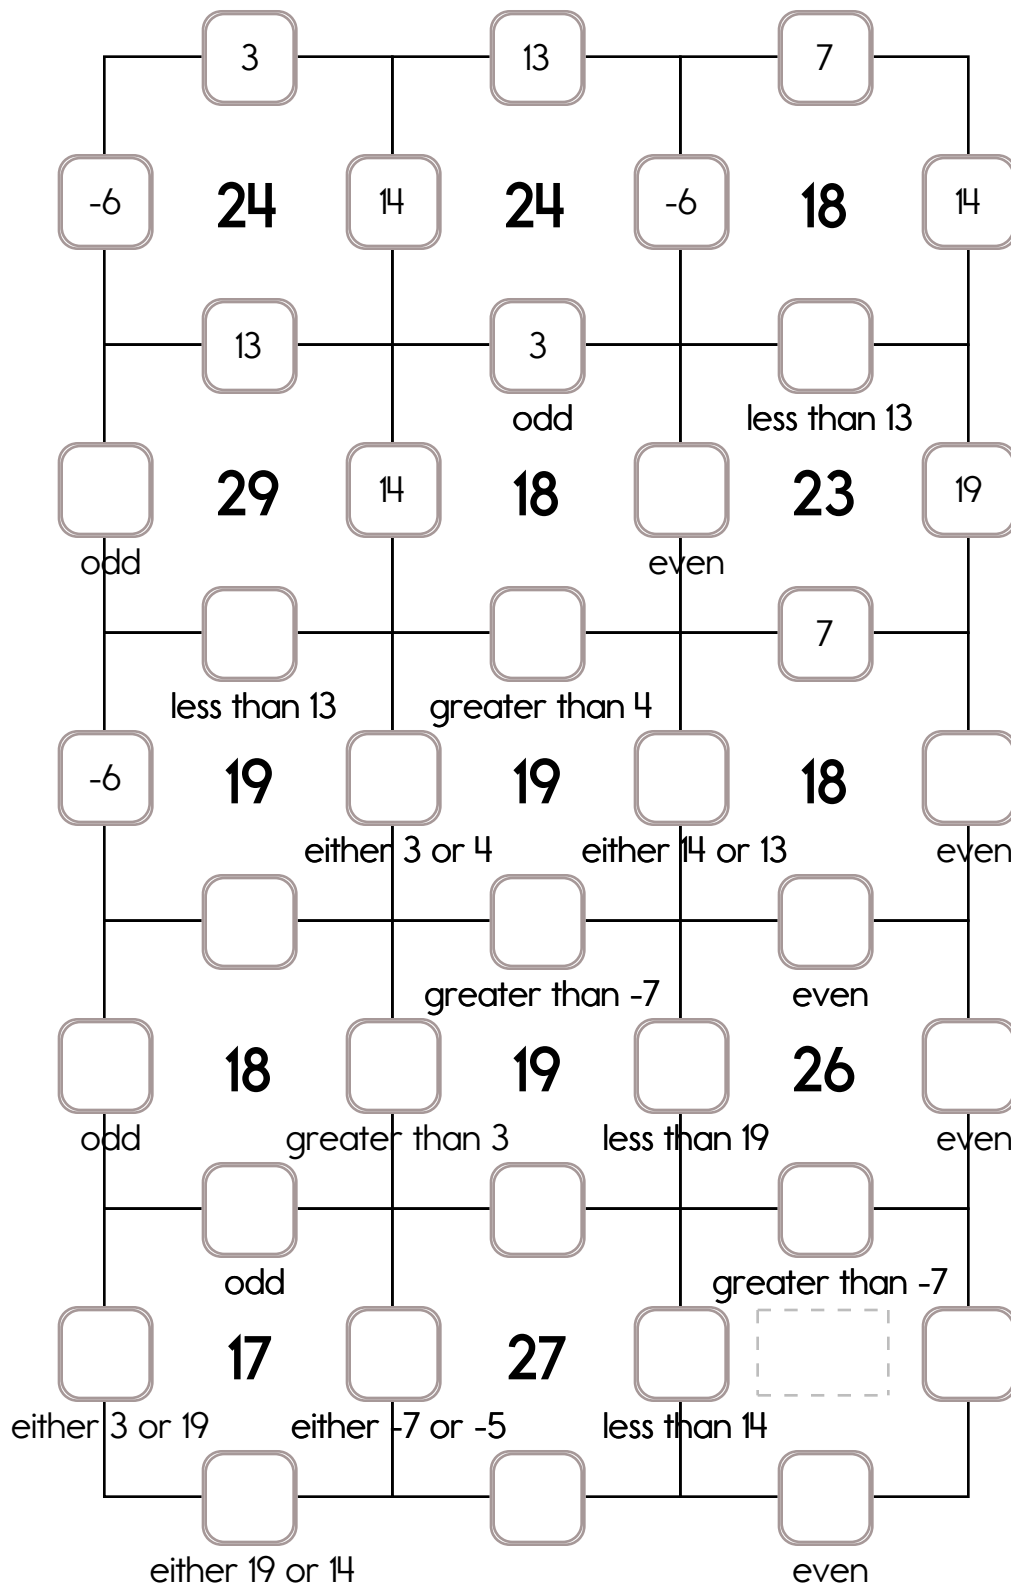 3 13 7
-6 24 14 24 -6 18 14
13 3
odd less than 13
29 14 18 23 19
odd even
7
less than 13 greater than 4
-6 19 19 18
either 3 or 4 either 14 or 13 even
greater than -7 even
18 19 26
odd greater than 3 less than 19 even
odd greater than -7
17 27
either 3 or 19 either -7 or -5 less than 14
either 19 or 14 even